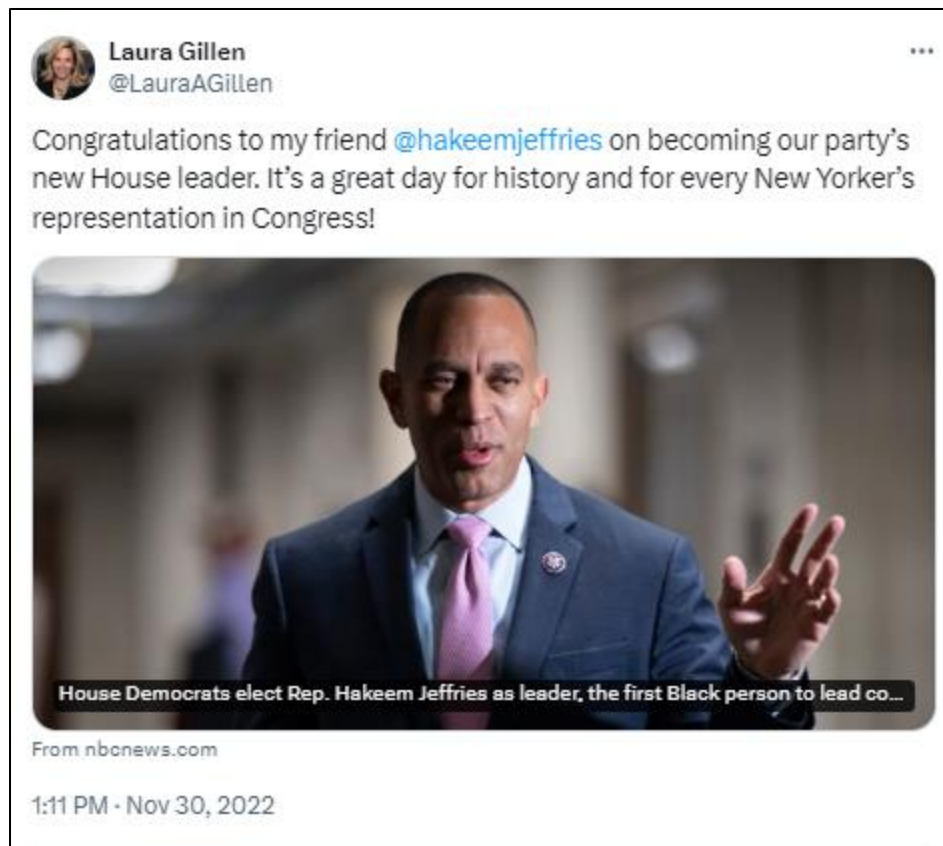 Laura Gillen
@LauraAGillen
Congratulations to my friend @hakeemjeffries on becoming our party’s
new House leader. It’s a great day for history and for every New Yorker’s
representation in Congress!
House Democrats elect Rep. Hakeem Jeffries as leader, the first Black person to lead co...
From nbcnews.com
1:11 PM · Nov 30, 2022